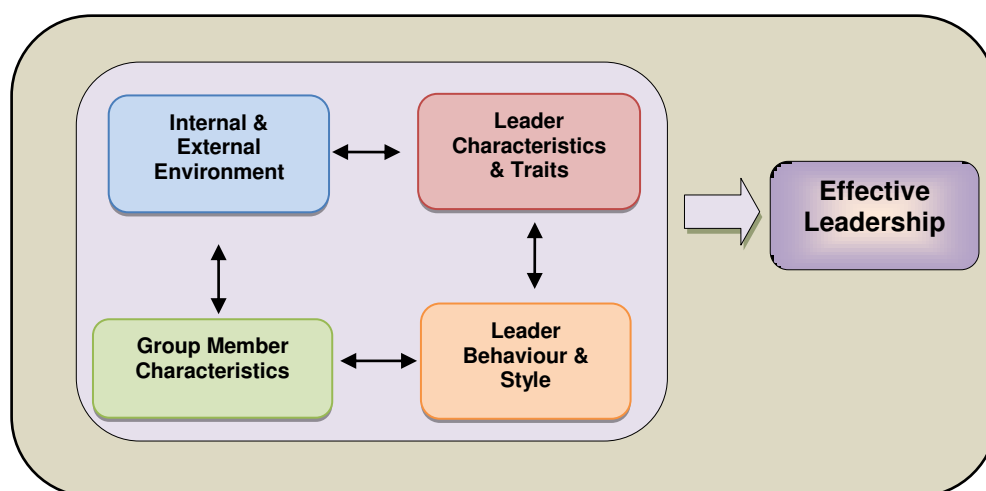 Internal &
External
Environment
Leader
Characteristics
& Traits
Effective
Leadership
Group Member
Characteristics
Leader
Behaviour &
Style